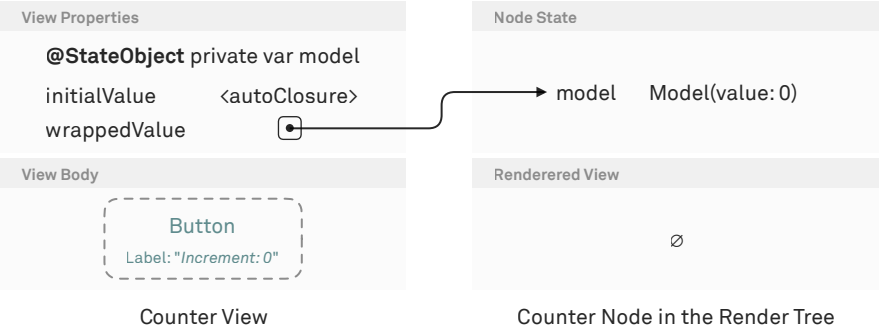 View Properties
@StateObject private var model
initialValue <autoClosure>
wrappedValue
View Body
Button
Label: "Increment: 0"
Counter View
Node State
model Model(value: 0)
Renderered View
∅
Counter Node in the Render Tree